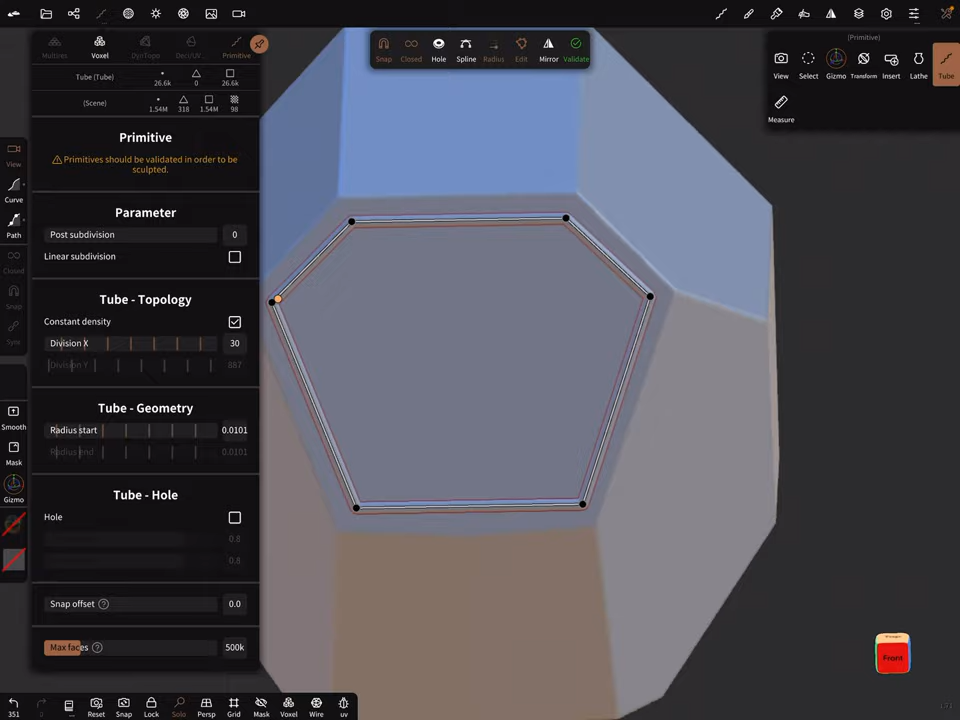 Multires
Voxel
DynTopo
Primitive
Snap
Closed
Hole
Spline
Radius
Edit
Mirror
Validate
(Primitive)
View
Select
Gizmo
Transform
Insert
Lathe
Tube
Measure
Tube (Tube)
26.6k
0
26.6k
(Scene)
1.54M
318
1.54M
98
Primitive
Primitives should be validated in order to be
sculpted.
Parameter
Post subdivision
0
Linear subdivision
Tube - Topology
Constant density
Division X
30
Division Y
887
Tube - Geometry
Radius start
0.0101
Radius end
0.0101
Tube - Hole
Hole
0.8
0.8
Snap offset
?
0.0
Max faces
?
500k
View
Curve
Path
Closed
Snap
Sync
Smooth
Mask
Gizmo
Front
351
0
Reset
Snap
Lock
Solo
Persp
Grid
Mask
Voxel
Wire
uv